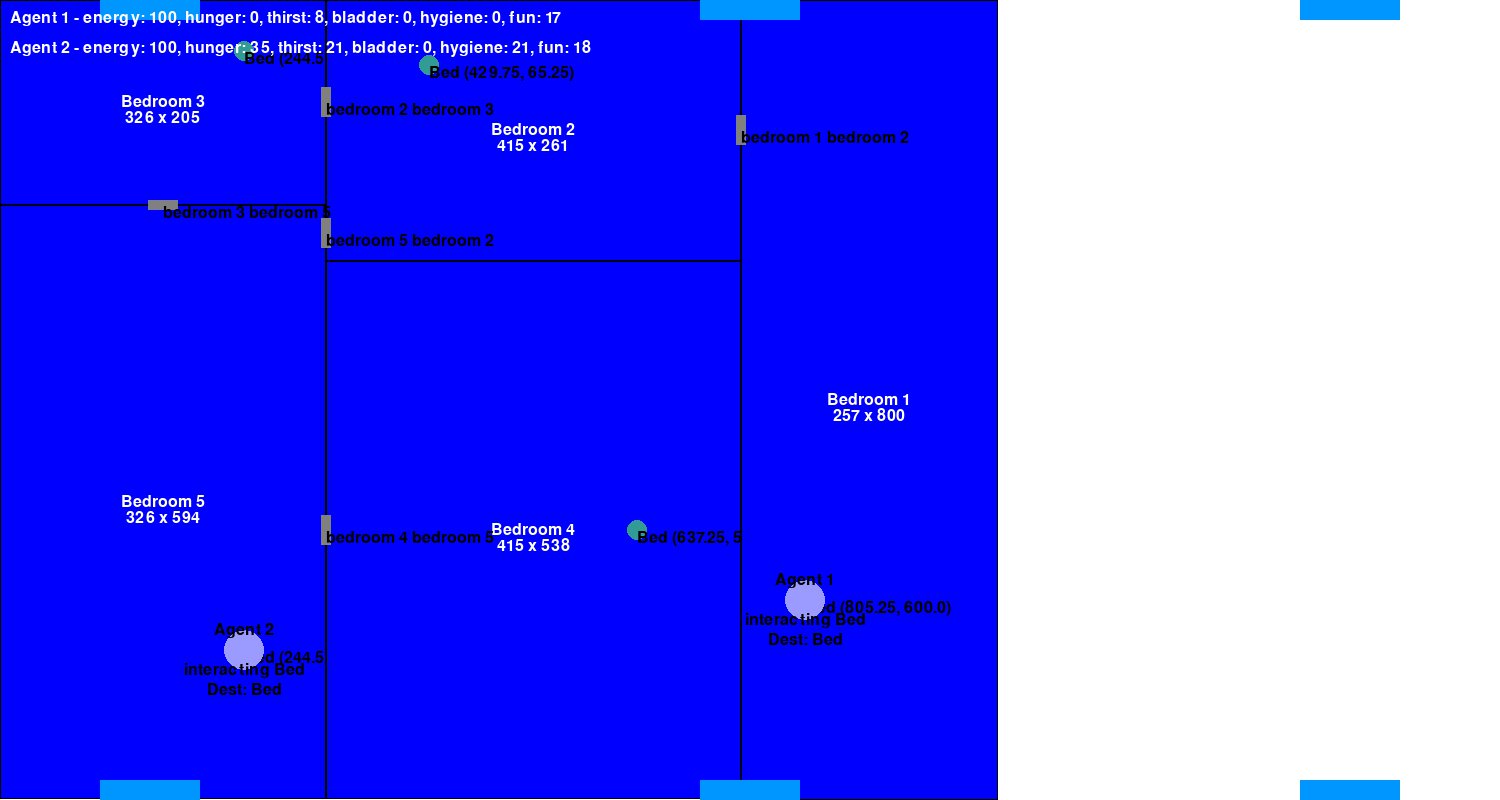 Agent 1 - energy: 100, hunger: 0, thirst: 8, bladder: 0, hygiene: 0, fun: 17
Agent 2 - energy: 100, hunger: 35, thirst: 21, bladder: 0, hygiene: 21, fun: 18
Bed (244.5
Bed (429.75, 65.25)
Bedroom 3
326 x 205
bedroom 2 bedroom 3
Bedroom 2
415 x 261
bedroom 1 bedroom 2
bedroom 3 bedroom 5
bedroom 5 bedroom 2
Bedroom 1
257 x 800
Bedroom 5
326 x 594
bedroom 4 bedroom 5
Bedroom 4
415 x 538
Bed (637.25, 5
Agent 1
d (805.25, 600.0)
interacting Bed
Dest: Bed
Agent 2
d (244.5
interacting Bed
Dest: Bed